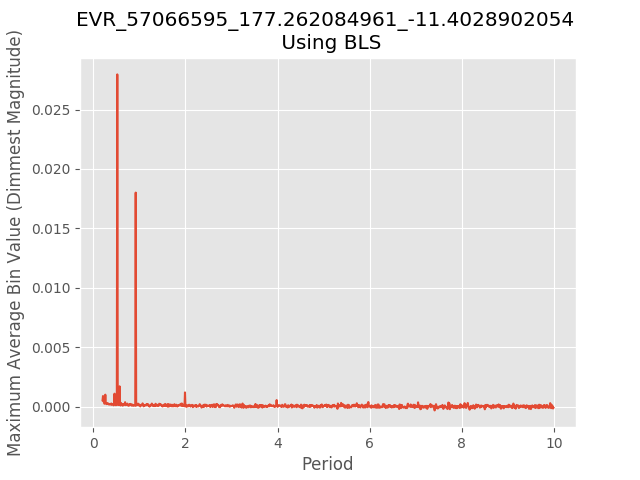 EVR_57066595_177.262084961_-11.4028902054
Using BLS
Maximum Average Bin Value (Dimmest Magnitude)
0.025
0.020
0.015
0.010
0.005
0.000
0 2 4 6 8 10
Period